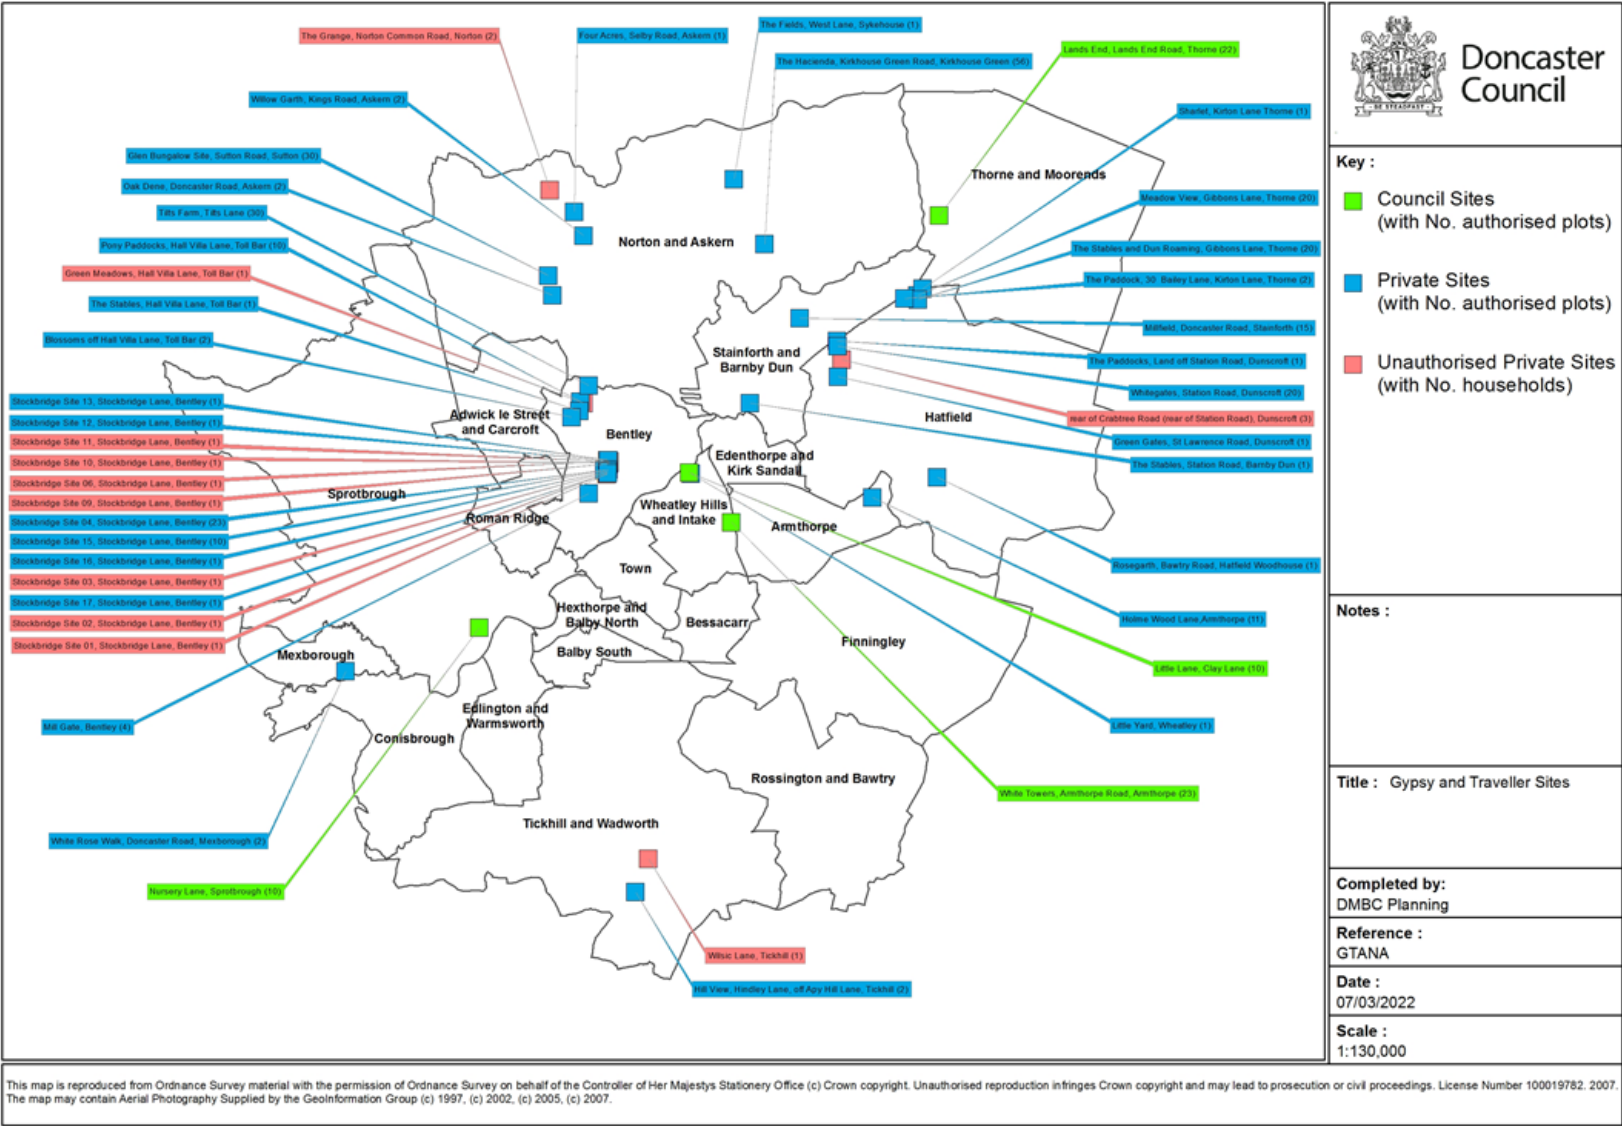 The Grange, Norton Common Road, Norton (2)
Four Acres, Selby Road, Askern (1)
The Fields, West Lane, Sykehouse (1)
The Hacienda, Kirkhouse Green Road, Kirkhouse Green (56)
Lands End, Lands End Road, Thorne (22)
Willow Garth, Kings Road, Askern (2)
Sharlet, Kirton Lane Thorne (1)
Glen Bungalow Site, Sutton Road, Sutton (30)
Oak Dene, Doncaster Road, Askern (2)
Tilts Farm, Tilts Lane (30)
Pony Paddocks, Hall Villa Lane, Toll Bar (10)
Green Meadows, Hall Villa Lane, Toll Bar (1)
The Stables, Hall Villa Lane, Toll Bar (1)
Blossoms off Hall Villa Lane, Toll Bar (2)
Meadow View, Gibbons Lane, Thorne (20)
The Stables and Dun Roaming, Gibbons Lane, Thorne (20)
The Paddock, 30. Bailey Lane, Kirton Lane, Thorne (2)
Millfield, Doncaster Road, Stainforth (15)
The Paddocks, Land off Station Road, Dunscroft (1)
Whitegates, Station Road, Dunscroft (20)
rear of Crabtree Road (rear of Station Road), Dunscroft (3)
Green Gates, St Lawrence Road, Dunscroft (1)
The Stables, Station Road, Barnby Dun (1)
Stockbridge Site 13, Stockbridge Lane, Bentley (1)
Stockbridge Site 12, Stockbridge Lane, Bentley (1)
Stockbridge Site 11, Stockbridge Lane, Bentley (1)
Stockbridge Site 10, Stockbridge Lane, Bentley (1)
Stockbridge Site 06, Stockbridge Lane, Bentley (1)
Stockbridge Site 09, Stockbridge Lane, Bentley (1)
Stockbridge Site 04, Stockbridge Lane, Bentley (23)
Stockbridge Site 15, Stockbridge Lane, Bentley (10)
Stockbridge Site 16, Stockbridge Lane, Bentley (1)
Stockbridge Site 03, Stockbridge Lane, Bentley (1)
Stockbridge Site 17, Stockbridge Lane, Bentley (1)
Stockbridge Site 02, Stockbridge Lane, Bentley (1)
Stockbridge Site 01, Stockbridge Lane, Bentley (1)
Mill Gate, Bentley (4)
White Rose Walk, Doncaster Road, Mexborough (2)
Nursery Lane, Sprotbrough (10)
Rosegarth, Bawtry Road, Hatfield Woodhouse (1)
Holme Wood Lane,Armthorpe (11)
Little Lane, Clay Lane (10)
Little Yard, Wheatley (1)
White Towers, Armthorpe Road, Armthorpe (23)
Wilsic Lane, Tickhill (1)
Hill View, Hindley Lane, off Apy Hill Lane, Tickhill (2)
Thorne and Moorends
Norton and Askern
Stainforth and
Barnby Dun
Hatfield
Adwick le Street
and Carcroft
Bentley
Edenthorpe and
Kirk Sandall
Sprotbrough
Roman Ridge
Wheatley Hills
and Intake
Armthorpe
Town
Hexthorpe and
Balby North
Bessacarr
Balby South
Finningley
Mexborough
Edlington and
Warmsworth
Conisbrough
Rossington and Bawtry
Tickhill and Wadworth
DE STEADFAST
Doncaster
Council
Key :
Council Sites
(with No. authorised plots)
Private Sites
(with No. authorised plots)
Unauthorised Private Sites
(with No. households)
Notes :
Title : Gypsy and Traveller Sites
Completed by:
DMBC Planning
Reference :
GTANA
Date :
07/03/2022
Scale :
1:130,000
This map is reproduced from Ordnance Survey material with the permission of Ordnance Survey on behalf of the Controller of Her Majestys Stationery Office (c) Crown copyright. Unauthorised reproduction infringes Crown copyright and may lead to prosecution or civil proceedings. License Number 100019782. 2007.
The map may contain Aerial Photography Supplied by the GeoInformation Group (c) 1997, (c) 2002, (c) 2005, (c) 2007.